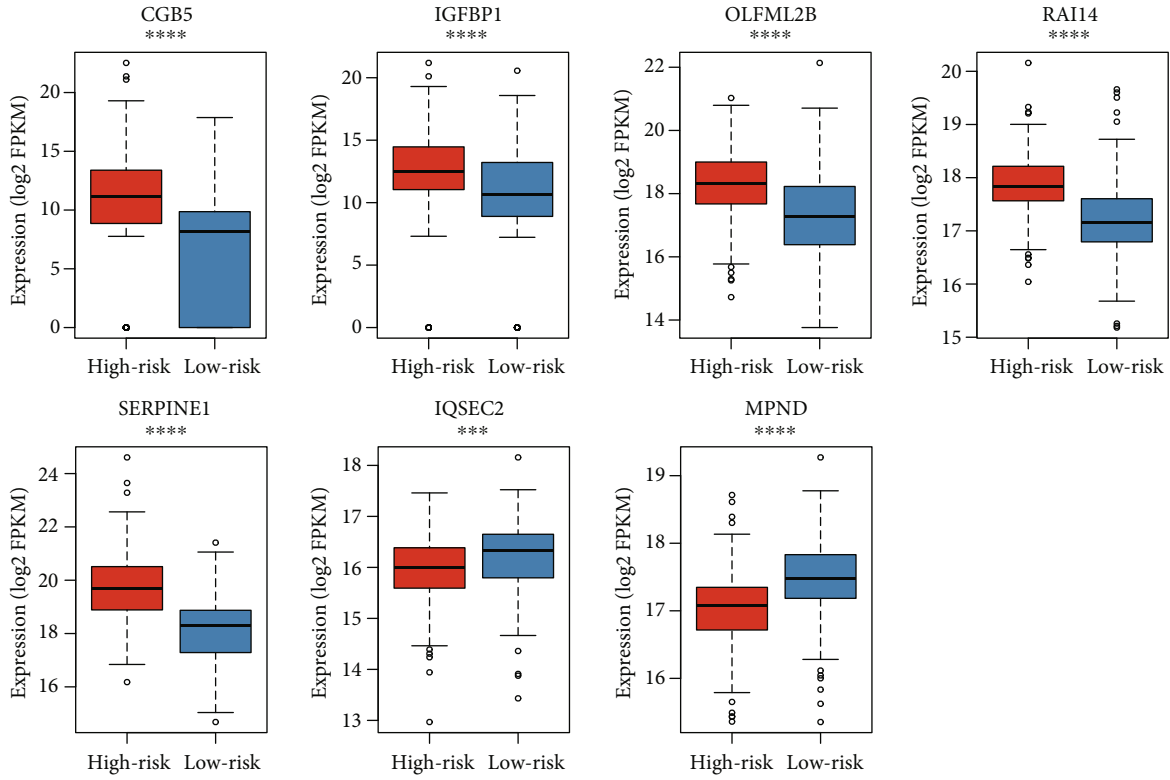 CGB5
****
Expression (log2 FPKM)
20
15
10
5
0
High-risk Low-risk
IGFBP1
****
Expression (log2 FPKM)
20
15
10
5
0
High-risk Low-risk
OLFML2B
****
Expression (log2 FPKM)
22
20
18
16
14
High-risk Low-risk
RAI14
****
Expression (log2 FPKM)
20
19
18
17
16
15
High-risk Low-risk
SERPINE1
****
Expression (log2 FPKM)
24
22
20
18
16
High-risk Low-risk
IQSEC2
***
Expression (log2 FPKM)
18
17
16
15
14
13
High-risk Low-risk
MPND
****
Expression (log2 FPKM)
19
18
17
16
High-risk Low-risk